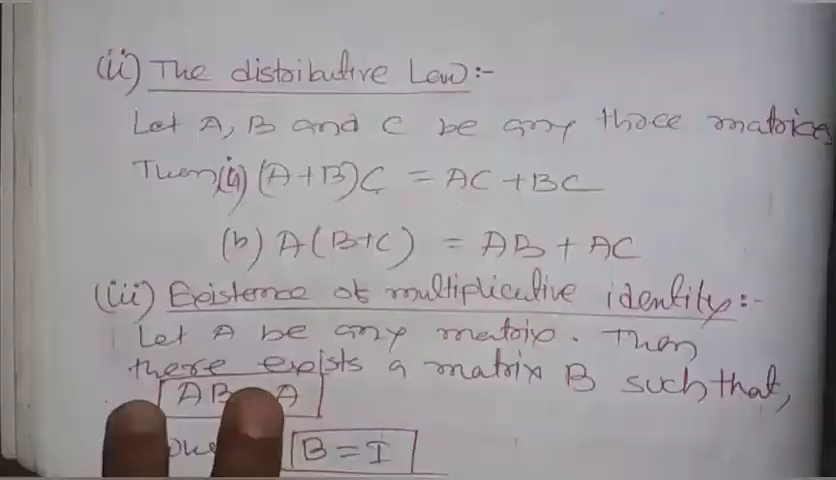 (ii) The distributive Law:-
Let A, B and C be any three matrices
Then (i) (A+B)C = AC + BC
(b) A(B+C) = AB + AC
(iii) Existence of multiplicative identity:-
Let A be any matrix. Then
there exists a matrix B such that,
AB A
B = I